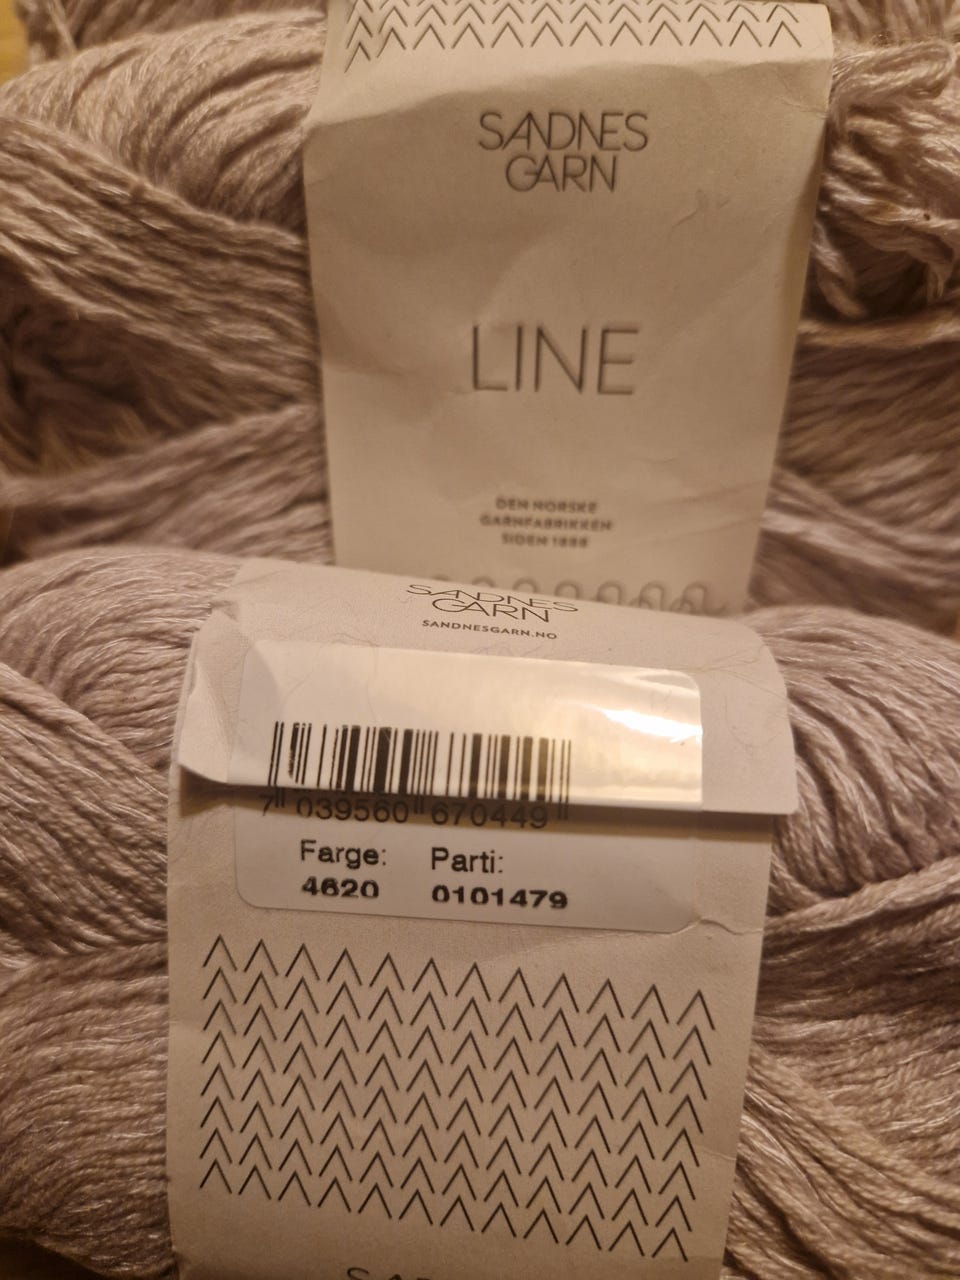 SANDNES
GARN
LINE
DEN NORSKE
GARNFABRIKKEN
SIDEN 1888
SANDNES
GARN
SANDNESGARN.NO
7 039560 670449
Farge: Parti:
4620 0101479